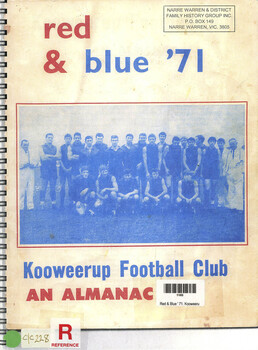 red
& blue '71
NARRE WARREN & DISTRICT
FAMILY HISTORY GROUP INC.
P.O. BOX 149
NARRE WARREN, VIC. 3805
Kooweerup Football Club
AN ALMANAC
Red & Blue '71: Kooweeru
R
REFERENCE